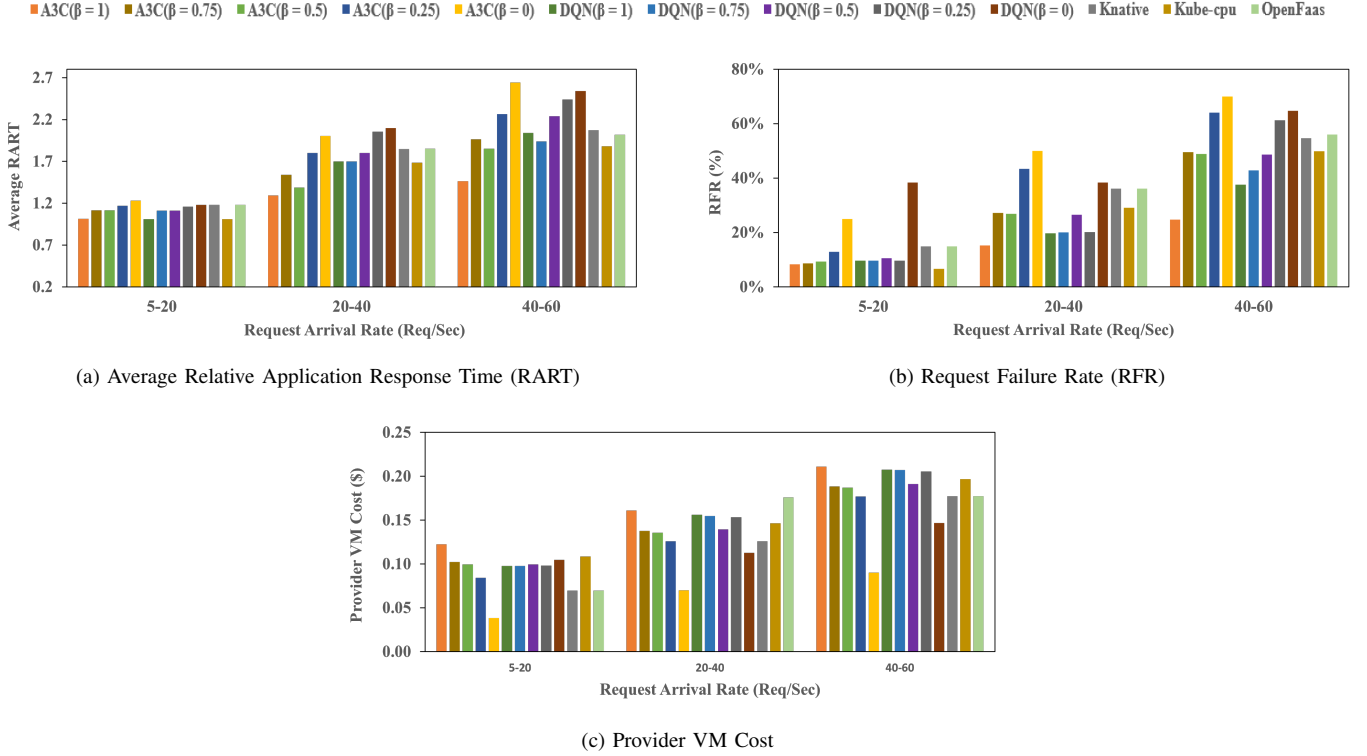 A3C(β = 1) A3C(β = 0.75) A3C(β = 0.5) A3C(β = 0.25) A3C(β = 0) DQN(β = 1) DQN(β = 0.75) DQN(β = 0.5) DQN(β = 0.25) DQN(β = 0) Knative Kube-cpu OpenFaas
2.7
2.2
1.7
1.2
0.7
0.2
Average RART
5-20 20-40 40-60
Request Arrival Rate (Req/Sec)
(a) Average Relative Application Response Time (RART)
80%
60%
40%
20%
0%
RFR (%)
5-20 20-40 40-60
Request Arrival Rate (Req/Sec)
(b) Request Failure Rate (RFR)
0.25
0.20
0.15
0.10
0.05
0.00
Provider VM Cost ($)
5-20 20-40 40-60
Request Arrival Rate (Req/Sec)
(c) Provider VM Cost